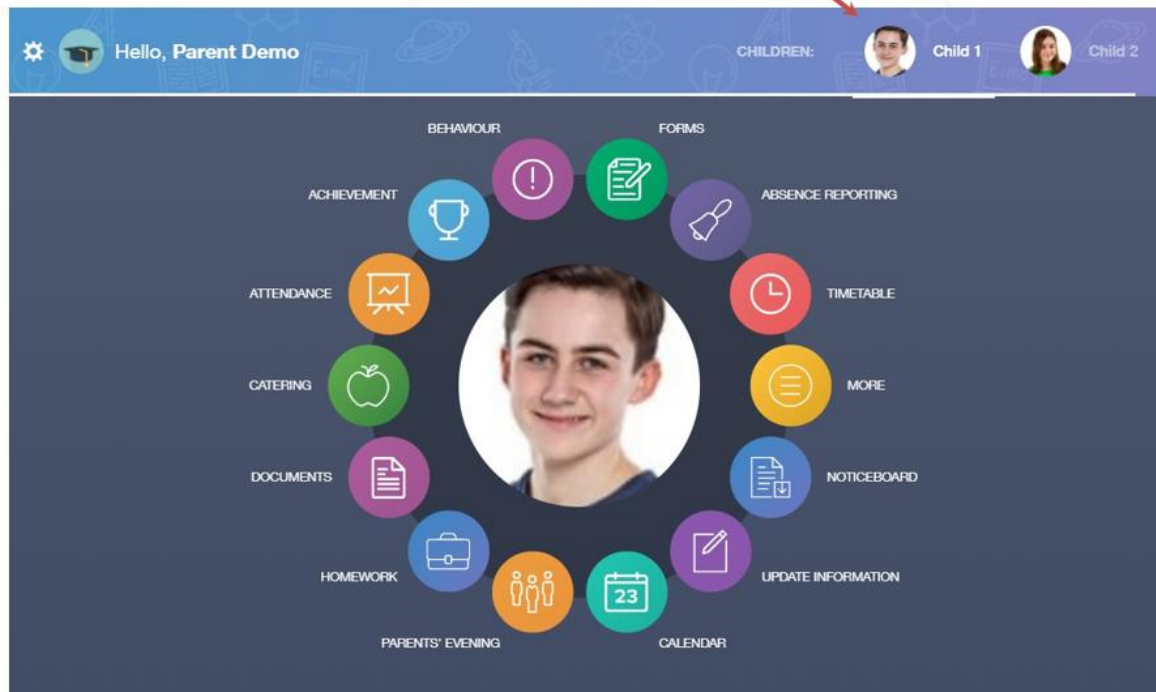 Hello, Parent Demo
CHILDREN:
Child 1
Child 2
BEHAVIOUR
FORMS
ACHIEVEMENT
ABSENCE REPORTING
ATTENDANCE
TIMETABLE
CATERING
MORE
DOCUMENTS
NOTICEBOARD
HOMEWORK
UPDATE INFORMATION
23
PARENTS' EVENING
CALENDAR